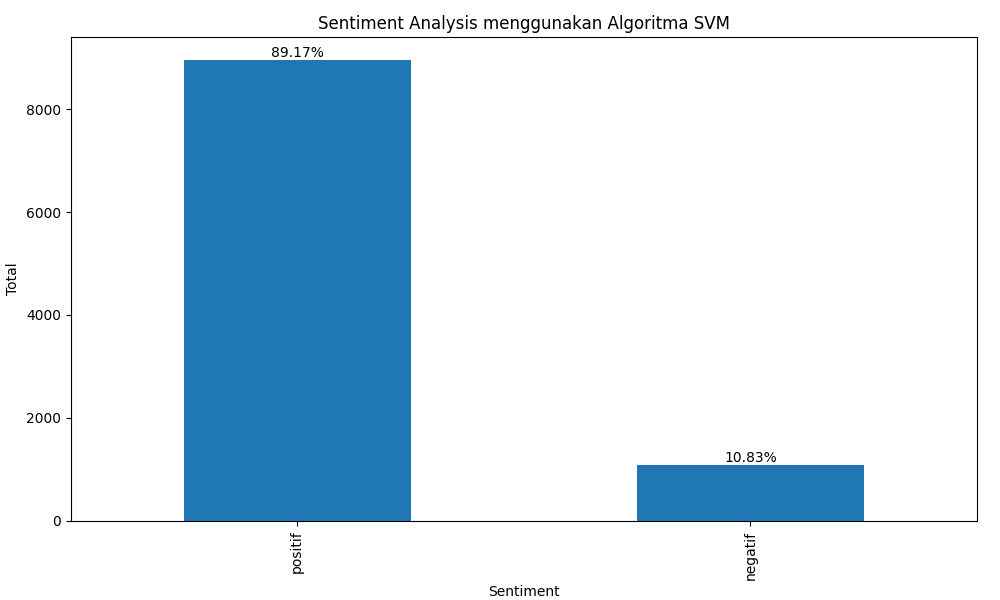 Sentiment Analysis menggunakan Algoritma SVM
89.17%
8000
6000
Total
4000
2000
10.83%
0
positif
negatif
Sentiment